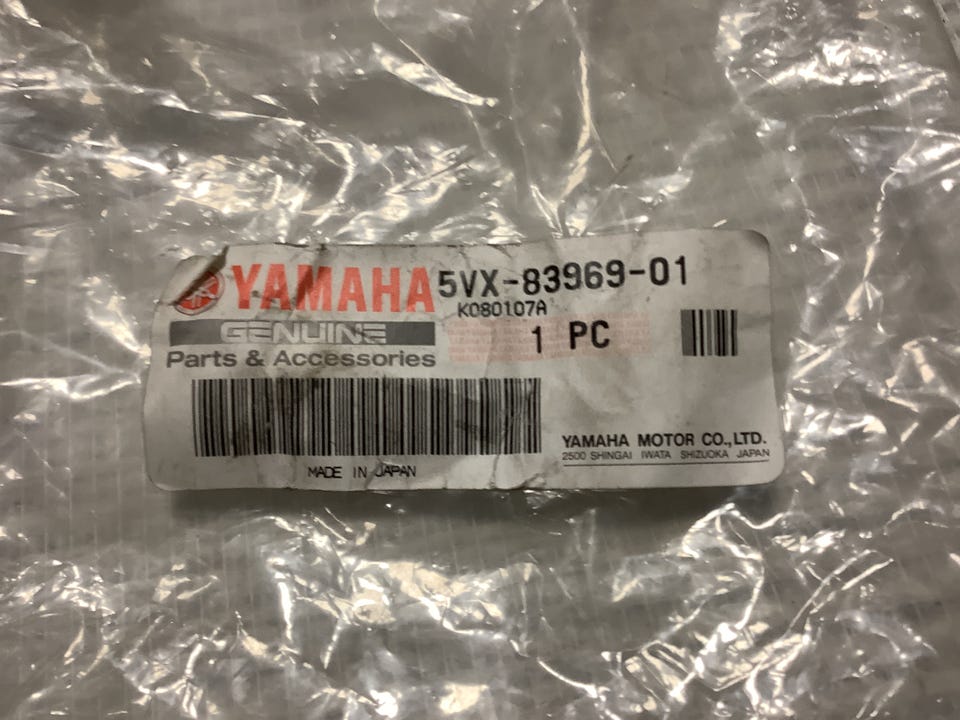 YAMAHA 5VX-83969-01
K080107A
GENUINE
1 PC
Parts & Accessories
YAMAHA MOTOR CO.,LTD.
2500 SHINGAI IWATA SHIZUOKA JAPAN
MADE IN JAPAN